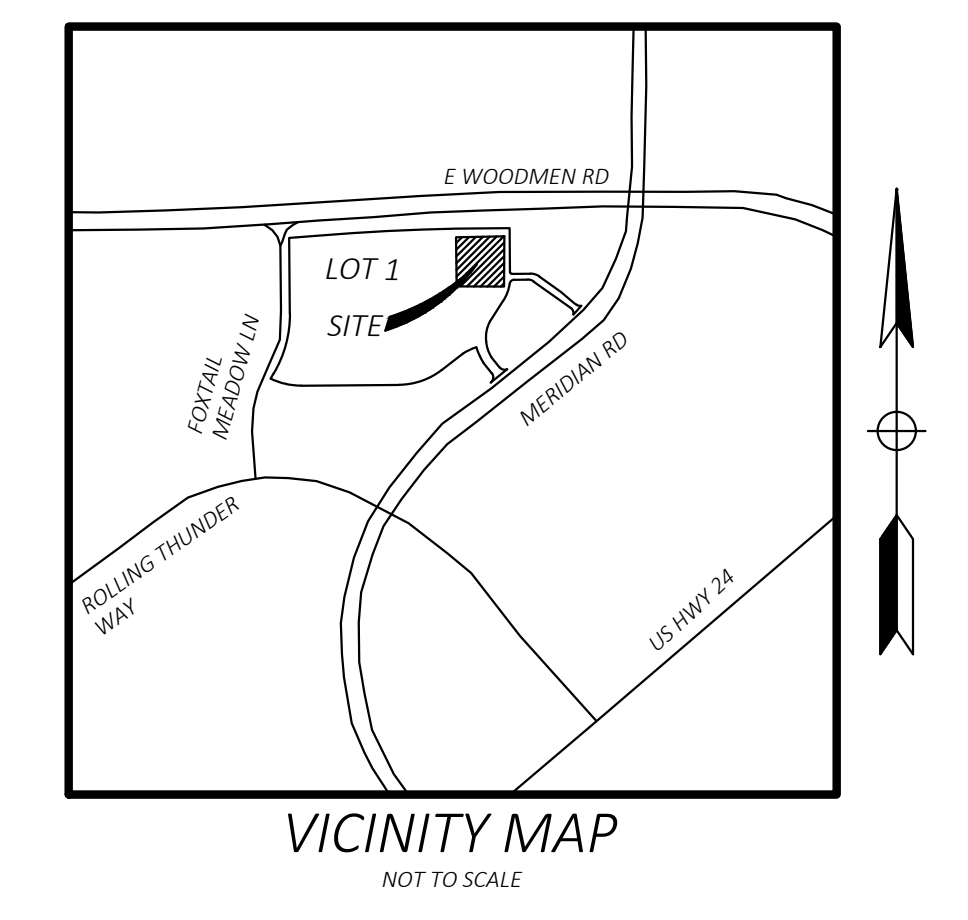 E WOODMEN RD
LOT 1
SITE
FOXTAIL
MEADOW LN
MERIDIAN RD
ROLLING THUNDER
WAY
US HWY 24
VICINITY MAP
NOT TO SCALE